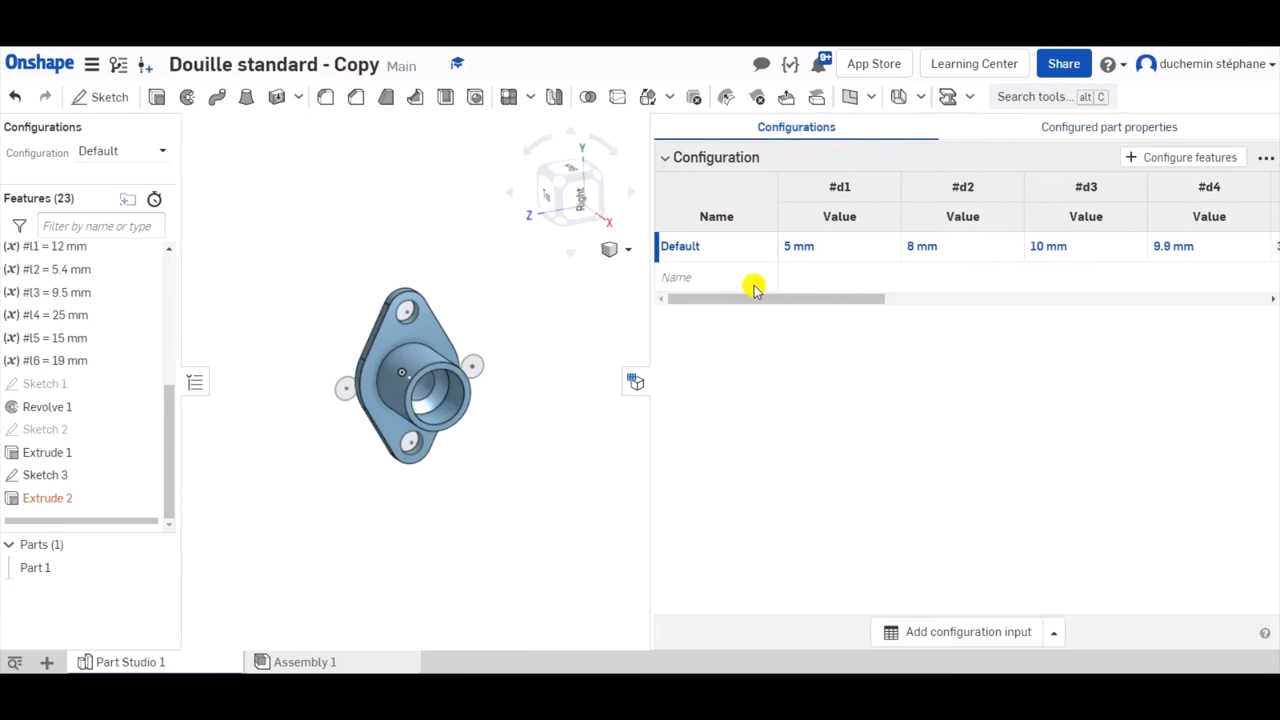 Onshape
Douille standard - Copy
Main
9+
App Store
Learning Center
Share
duchemin stéphane
Sketch
Search tools...
alt
C
Configurations
Configuration
Default
Features (23)
Filter by name or type
(x) #l1 = 12 mm
(x) #l2 = 5.4 mm
(x) #l3 = 9.5 mm
(x) #l4 = 25 mm
(x) #l5 = 15 mm
(x) #l6 = 19 mm
Sketch 1
Revolve 1
Sketch 2
Extrude 1
Sketch 3
Extrude 2
Parts (1)
Part 1
Y
Z
X
Right
Configurations
Configured part properties
Configuration
Configure features
#d1
#d2
#d3
#d4
Name
Value
Value
Value
Value
Default
5 mm
8 mm
10 mm
9.9 mm
Name
Add configuration input
Part Studio 1
Assembly 1